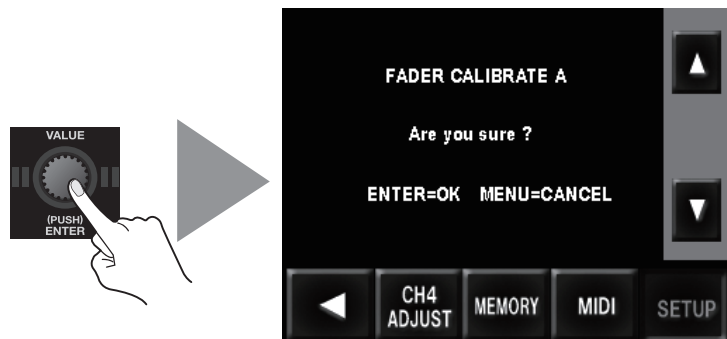 VALUE
(PUSH)
ENTER
FADER CALIBRATE A
Are you sure ?
ENTER=OK MENU=CANCEL
CH4
ADJUST
MEMORY
MIDI
SETUP